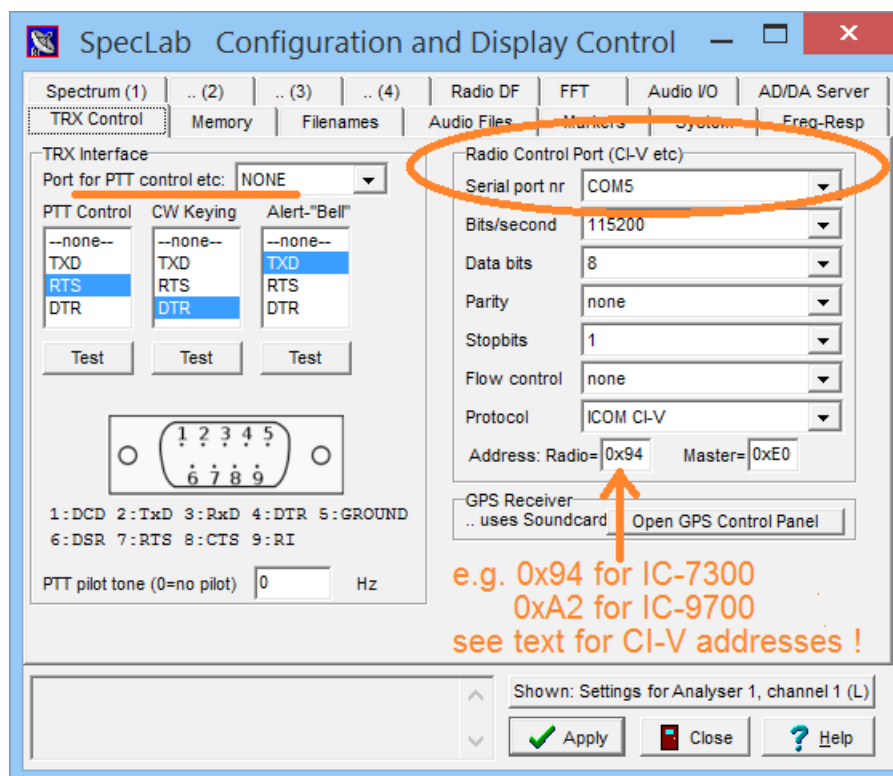 SpecLab Configuration and Display Control
Spectrum (1) .. (2) .. (3) .. (4) Radio DF FFT Audio I/O AD/DA Server
TRX Control Memory Filenames Audio Files Markers System Freq-Resp
TRX Interface
Port for PTT control etc: NONE
PTT Control CW Keying Alert-"Bell"
--none-- --none-- --none--
TXD TXD TXD
RTS RTS RTS
DTR DTR DTR
Test Test Test
1 2 3 4 5
6 7 8 9
1:DCD 2:TxD 3:RxD 4:DTR 5:GROUND
6:DSR 7:RTS 8:CTS 9:RI
PTT pilot tone (0=no pilot) 0 Hz
Radio Control Port (CI-V etc)
Serial port nr COM5
Bits/second 115200
Data bits 8
Parity none
Stopbits 1
Flow control none
Protocol ICOM CI-V
Address: Radio= 0x94 Master= 0xE0
GPS Receiver
.. uses Soundcard Open GPS Control Panel
e.g. 0x94 for IC-7300
0xA2 for IC-9700
see text for CI-V addresses !
Shown: Settings for Analyser 1, channel 1 (L)
Apply Close Help